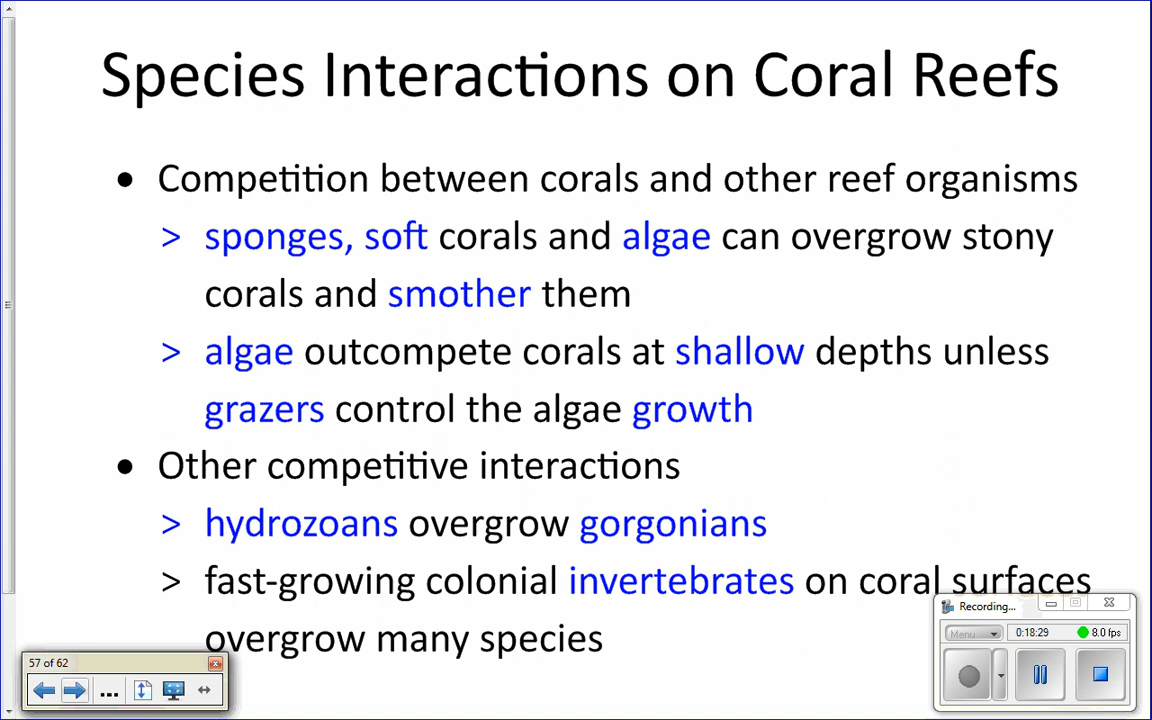 Species Interactions on Coral Reefs
• Competition between corals and other reef organisms
> sponges, soft corals and algae can overgrow stony
corals and smother them
> algae outcompete corals at shallow depths unless
grazers control the algae growth
• Other competitive interactions
> hydrozoans overgrow gorgonians
> fast-growing colonial invertebrates on coral surfaces
overgrow many species
Recording...
Menu
0:18:29
8.0 fps
57 of 62
...